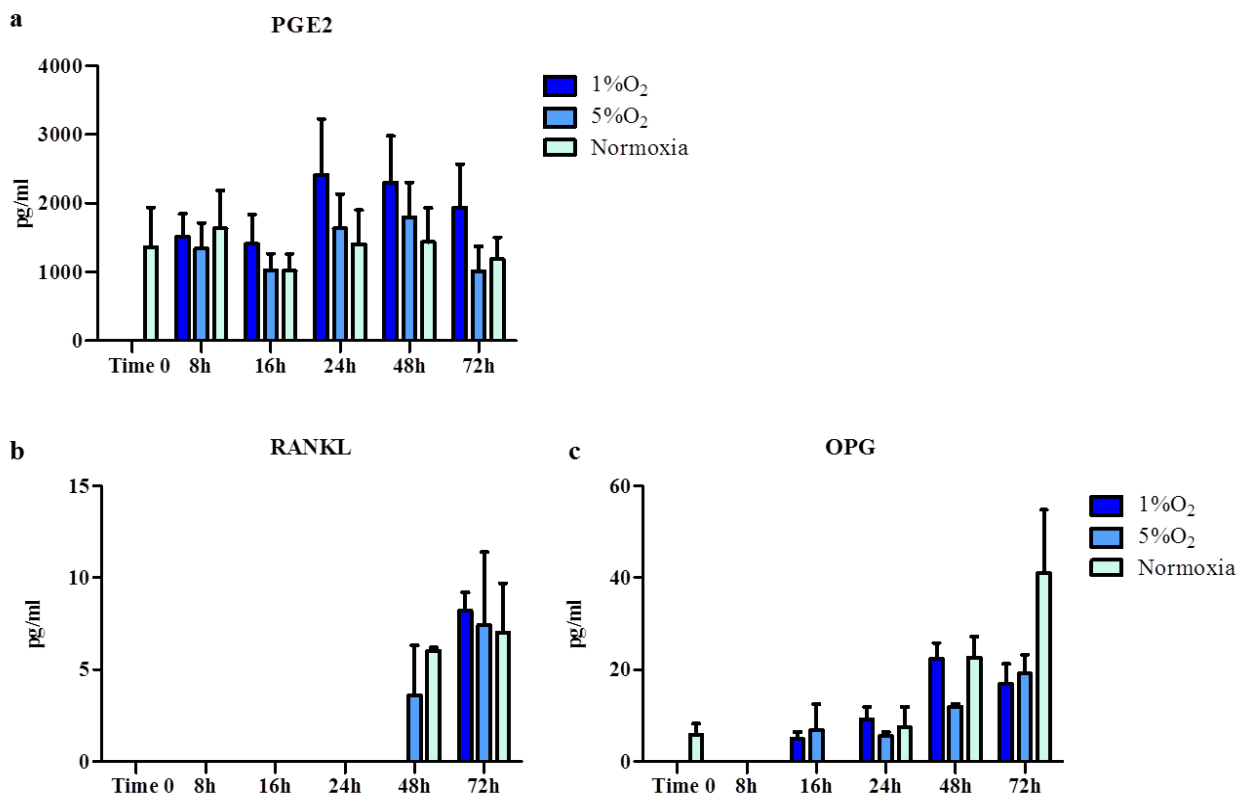 a
PGE2
4000
3000
2000
1000
0
pg/ml
Time 0 8h 16h 24h 48h 72h
1%O₂
5%O₂
Normoxia
b
RANKL
15
10
5
0
pg/ml
Time 0 8h 16h 24h 48h 72h
c
OPG
60
40
20
0
pg/ml
Time 0 8h 16h 24h 48h 72h
1%O₂
5%O₂
Normoxia